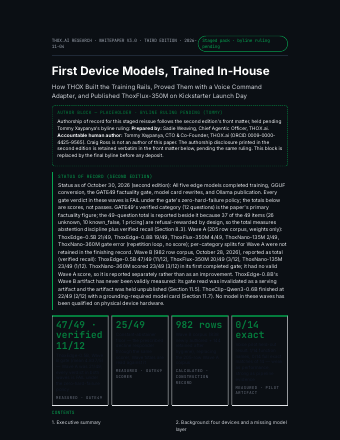 THOX.AI RESEARCH · WHITEPAPER V3.0 · THIRD EDITION · 2026-
11-06
Staged pack · byline ruling
pending
First Device Models, Trained In-House
How THOX Built the Training Rails, Proved Them with a Voice Command
Adapter, and Published ThoxFlux-350M on Kickstarter Launch Day
AUTHOR BLOCK — PLACEHOLDER · BYLINE RULING PENDING (TOMMY)
Authorship of record for this staged reissue follows the second edition's front matter, held pending
Tommy Xaypanya's byline ruling: Prepared by: Sadie Weaving, Chief Agentic Officer, THOX.ai.
Accountable human author: Tommy Xaypanya, CTO & Co-Founder, THOX.ai (ORCID 0009-0000-
4425-9565). Craig Ross is not an author of this paper. The authorship disclosure printed in the
second edition is retained verbatim in the front matter below, pending the same ruling. This block is
replaced by the final byline before any deposit.
STATUS OF RECORD (SECOND EDITION)
Status as of October 30, 2026 (second edition): All five edge models completed training, GGUF
conversion, the GATE49 factuality gate, model card rewrites, and Ollama publication. Every
gate verdict in these weights is FAIL under the gate's zero-hard-failure policy; the totals below
are scores, not passes. GATE49's verified category (12 questions) is the paper's primary
factuality figure; the 49-question total is reported beside it because 37 of the 49 items (26
unknown, 10 known_false, 1 pricing) are refusal-rewarded by design, so the total measures
abstention discipline plus verified recall (Section 8.3). Wave A (205 row corpus, weights only):
ThoxEdge-0.5B 21/49, ThoxEdge-0.8B 19/49, ThoxFlux-350M 4/49, ThoxNano-135M 2/49,
ThoxNano-360M gate error (repetition loop, no score); per-category splits for Wave A were not
retained in the finishing record. Wave B (982 row corpus, October 28, 2026), reported as total
(verified recall): ThoxEdge-0.5B 47/49 (11/12), ThoxFlux-350M 20/49 (3/12), ThoxNano-135M
23/49 (1/12). ThoxNano-360M scored 23/49 (3/12) in its first completed gate; it had no valid
Wave A score, so it is reported separately rather than as an improvement. ThoxEdge-0.8B's
Wave B artifact has never been validly measured: its gate read was invalidated as a serving
artifact and the artifact was held unpublished (Section 11.5). ThoxClip-Qwen3-0.6B finished at
22/49 (2/12) with a grounding-required model card (Section 11.7). No model in these waves has
been qualified on physical device hardware.
47/49 ·
verified
11/12
25/49
982 rows
0/14
exact
CALCULATED
CONSTRUCTION
RECORD
CONTENTS
1. Executive summary
2. Background: four devices and a missing model
layer